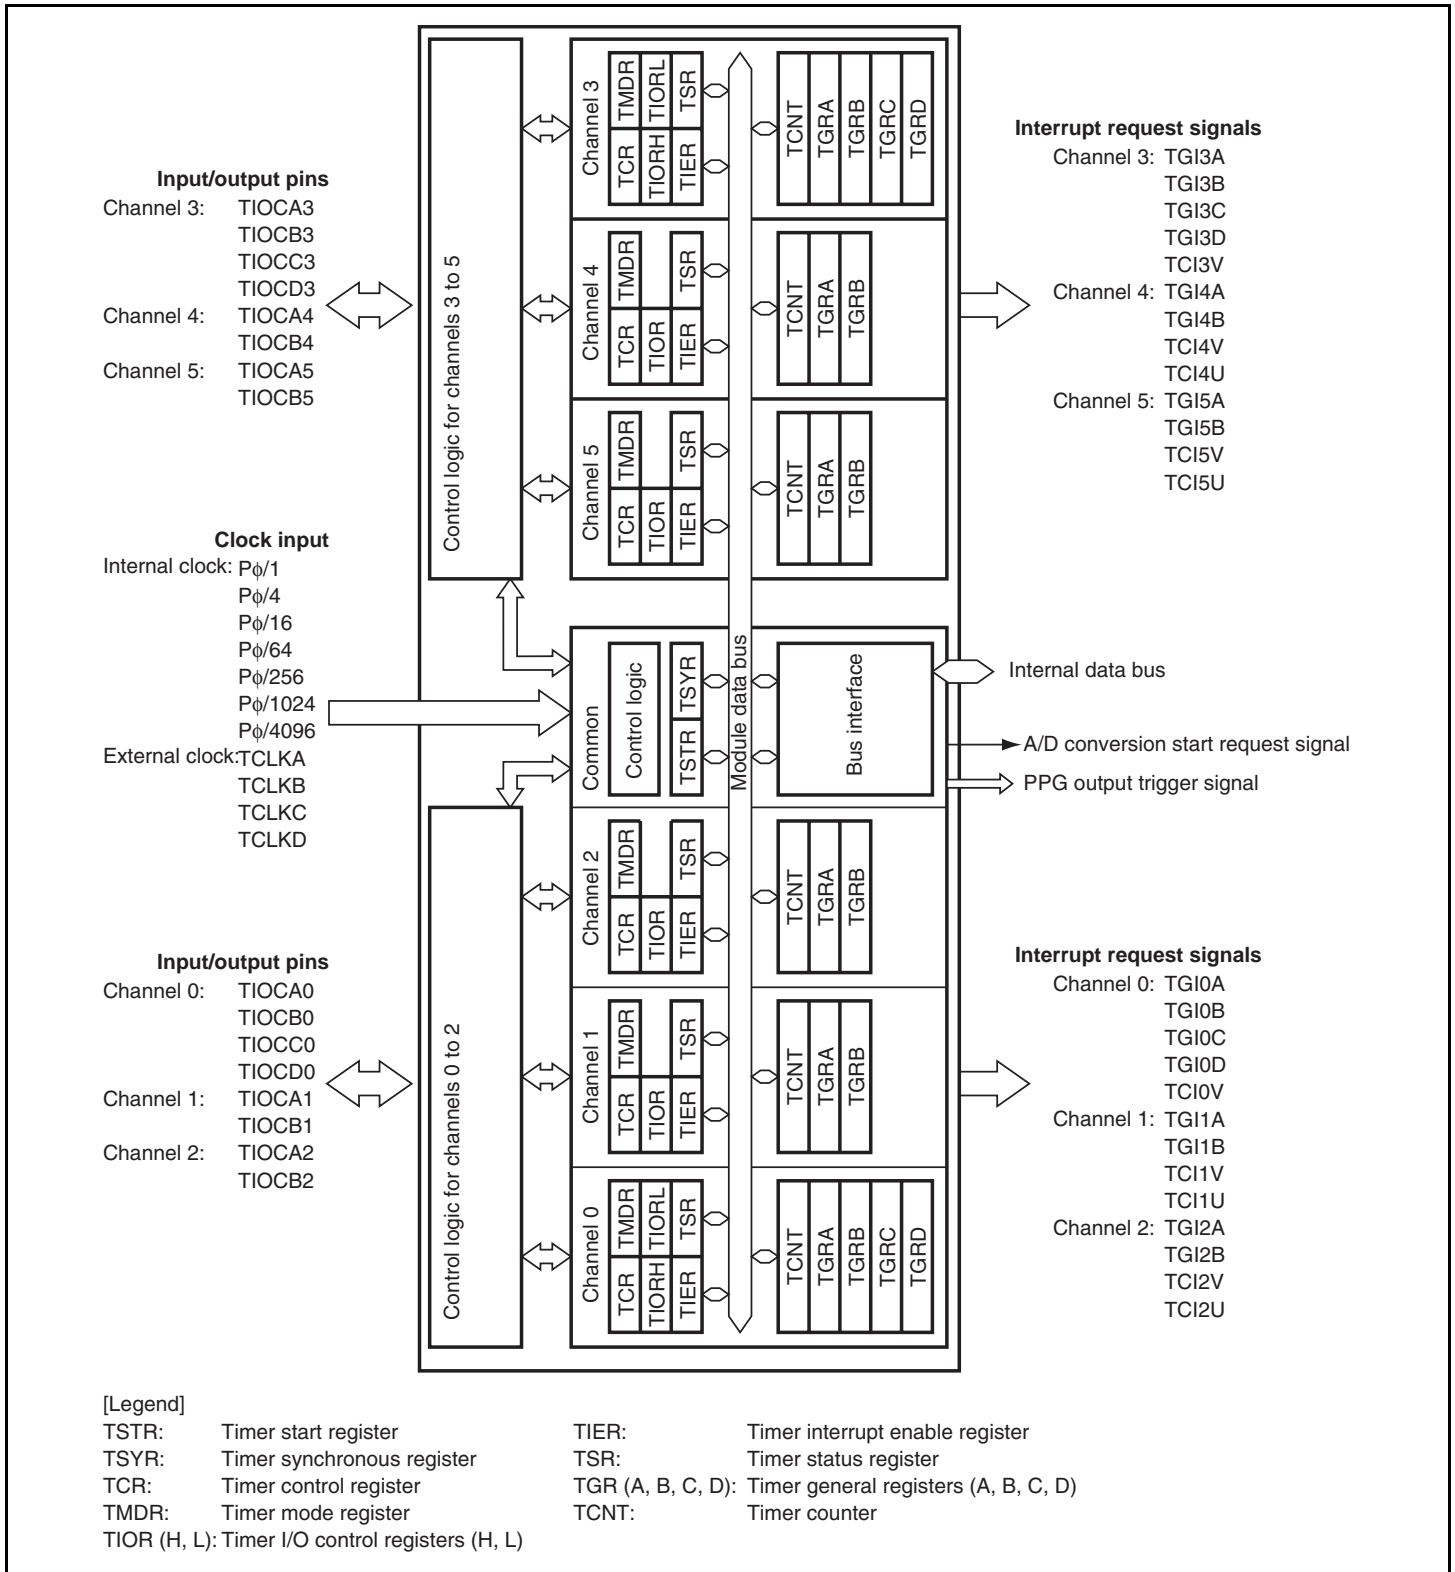 Input/output pins
Channel 3: TIOCA3
TIOCB3
TIOCC3
TIOCD3
Channel 4: TIOCA4
TIOCB4
Channel 5: TIOCA5
TIOCB5
Clock input
Internal clock: Pϕ/1
Pϕ/4
Pϕ/16
Pϕ/64
Pϕ/256
Pϕ/1024
Pϕ/4096
External clock: TCLKA
TCLKB
TCLKC
TCLKD
Input/output pins
Channel 0: TIOCA0
TIOCB0
TIOCC0
TIOCD0
Channel 1: TIOCA1
TIOCB1
Channel 2: TIOCA2
TIOCB2
Control logic for channels 3 to 5
Control logic for channels 0 to 2
Channel 3
TCR TMDR
TIORH TIORL
TIER TSR
TCNT
TGRA
TGRB
TGRC
TGRD
Channel 4
TCR TMDR
TIOR
TIER TSR
TCNT
TGRA
TGRB
Channel 5
TCR TMDR
TIOR
TIER TSR
TCNT
TGRA
TGRB
Common
Control logic
TSTR TSYR
Module data bus
Bus interface
Channel 2
TCR TMDR
TIOR
TIER TSR
TCNT
TGRA
TGRB
Channel 1
TCR TMDR
TIOR
TIER TSR
TCNT
TGRA
TGRB
Channel 0
TCR TMDR
TIORH TIORL
TIER TSR
TCNT
TGRA
TGRB
TGRC
TGRD
Interrupt request signals
Channel 3: TGI3A
TGI3B
TGI3C
TGI3D
TCI3V
Channel 4: TGI4A
TGI4B
TCI4V
TCI4U
Channel 5: TGI5A
TGI5B
TCI5V
TCI5U
Internal data bus
A/D conversion start request signal
PPG output trigger signal
Interrupt request signals
Channel 0: TGI0A
TGI0B
TGI0C
TGI0D
TCI0V
Channel 1: TGI1A
TGI1B
TCI1V
TCI1U
Channel 2: TGI2A
TGI2B
TCI2V
TCI2U
[Legend]
TSTR: Timer start register
TSYR: Timer synchronous register
TCR: Timer control register
TMDR: Timer mode register
TIOR (H, L): Timer I/O control registers (H, L)
TIER: Timer interrupt enable register
TSR: Timer status register
TGR (A, B, C, D): Timer general registers (A, B, C, D)
TCNT: Timer counter